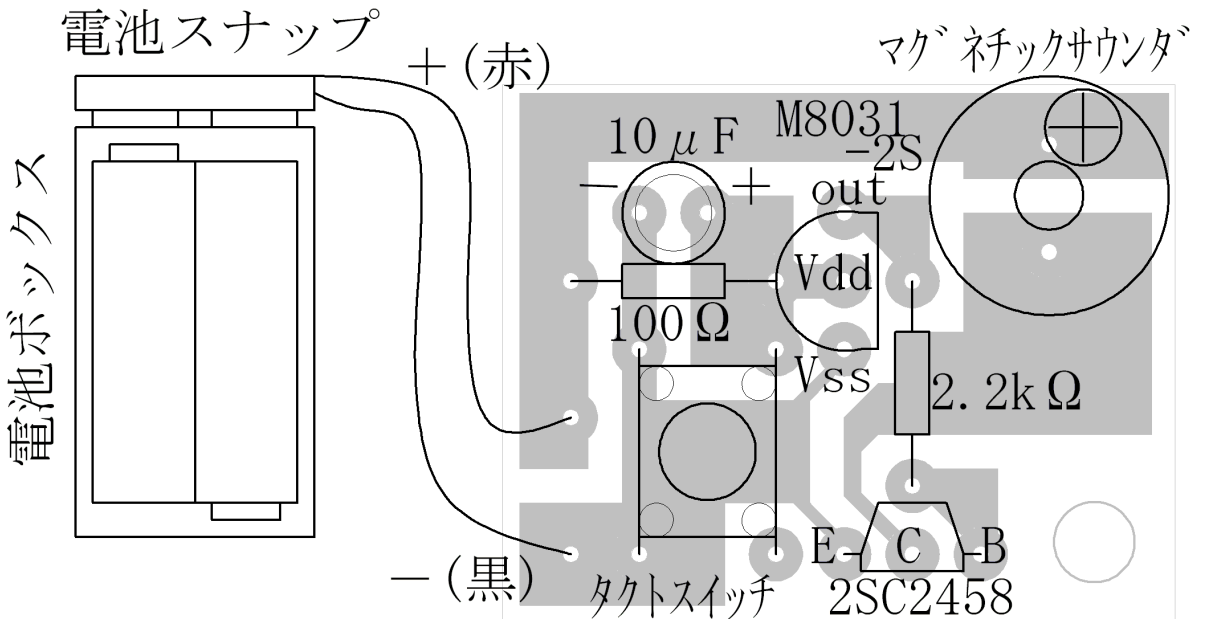 電池スナップ
＋(赤)
マグネチックサウンダ
10μF
－ ＋
M8031
-2S
out
Vdd
100Ω
Vss
2.2kΩ
電池ボックス
E C B
－(黒)
タクトスイッチ
2SC2458